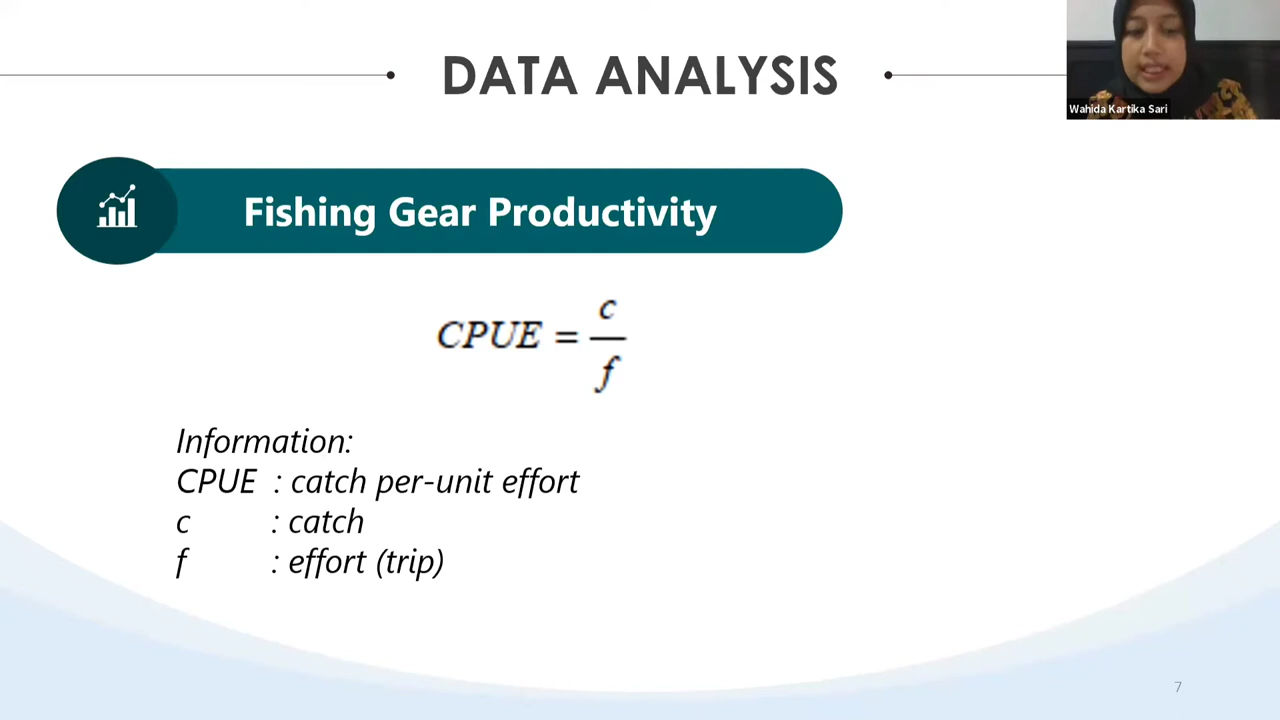 DATA ANALYSIS
Wahida Kartika Sari
Fishing Gear Productivity
CPUE = c / f
Information:
CPUE : catch per-unit effort
c : catch
f : effort (trip)
7